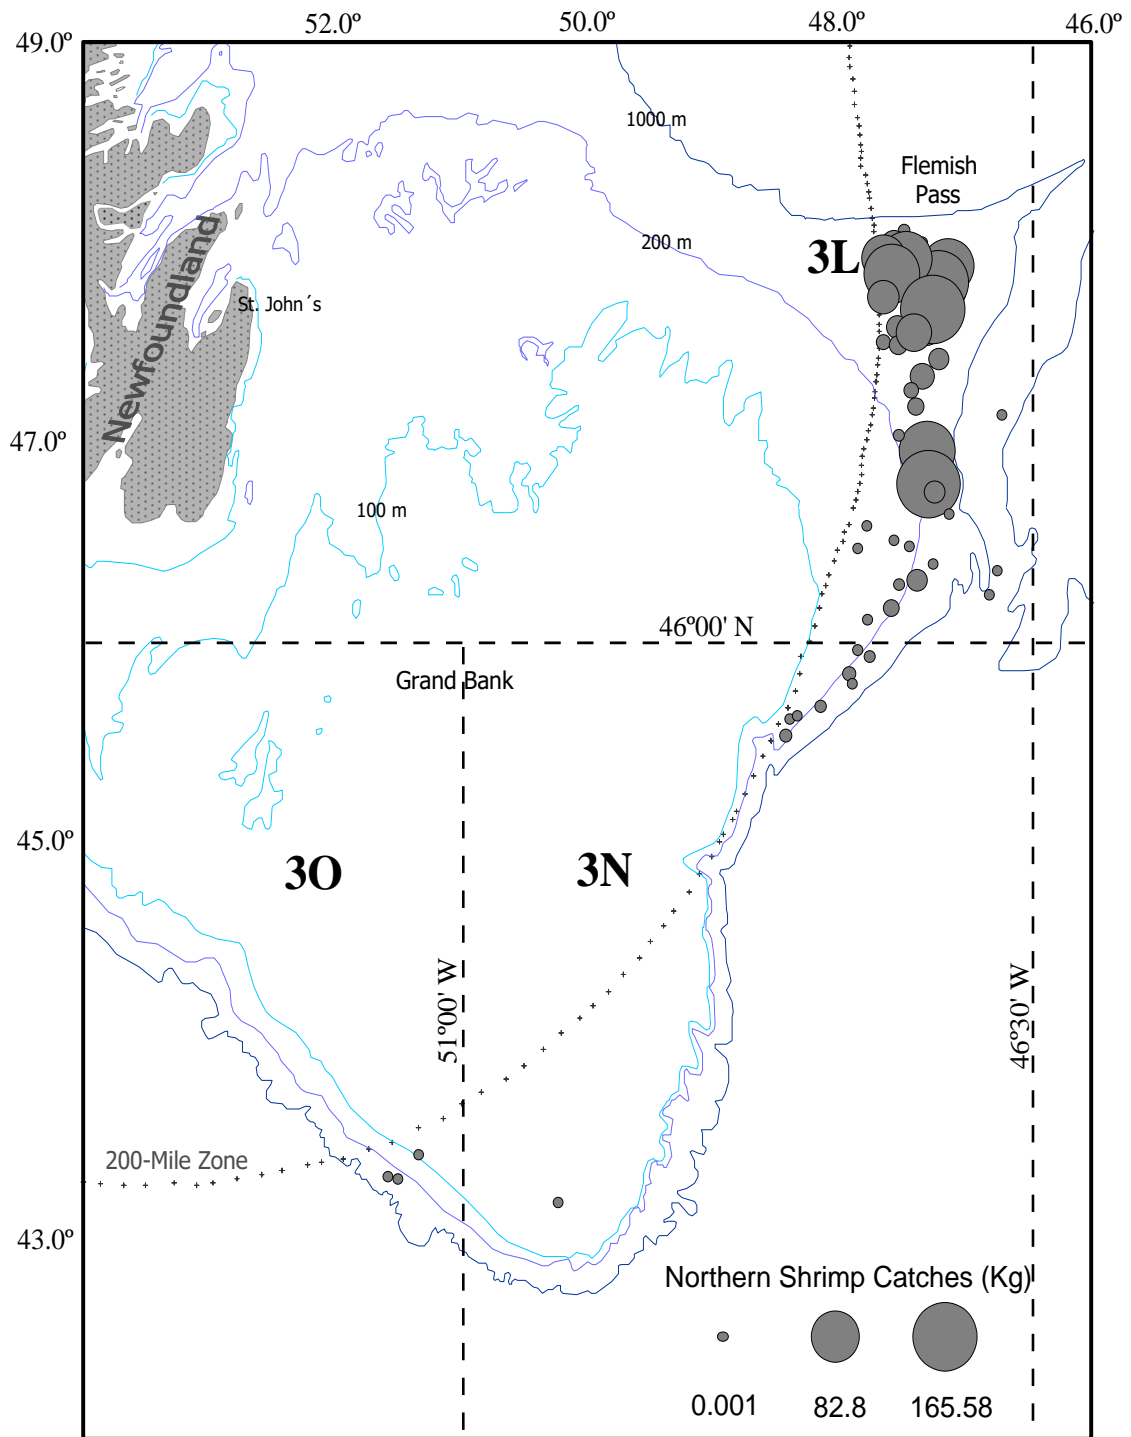 52.0º 50.0º 48.0º 46.0º
49.0º
1000 m
Flemish
Pass
200 m
3L
Newfoundland
St. John´s
47.0º
100 m
46º00' N
Grand Bank
45.0º
3O
3N
51º00' W
46º30' W
200-Mile Zone
43.0º
Northern Shrimp Catches (Kg)
0.001 82.8 165.58